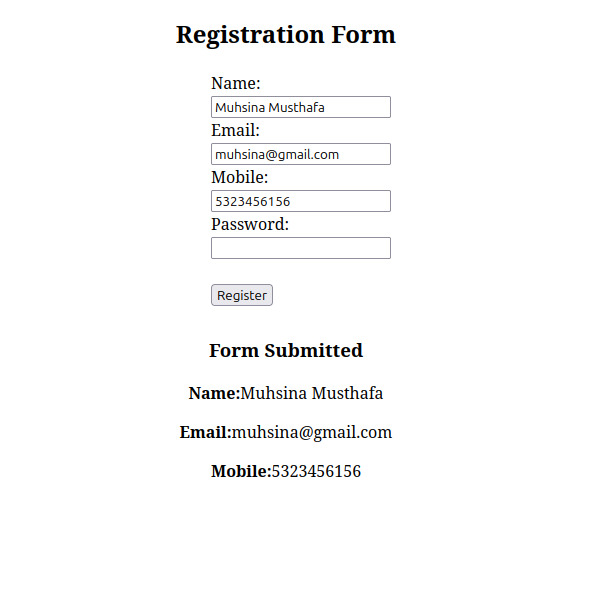 Registration Form
Name:
Muhsina Musthafa
Email:
muhsina@gmail.com
Mobile:
5323456156
Password:
Register
Form Submitted
Name:Muhsina Musthafa
Email:muhsina@gmail.com
Mobile:5323456156